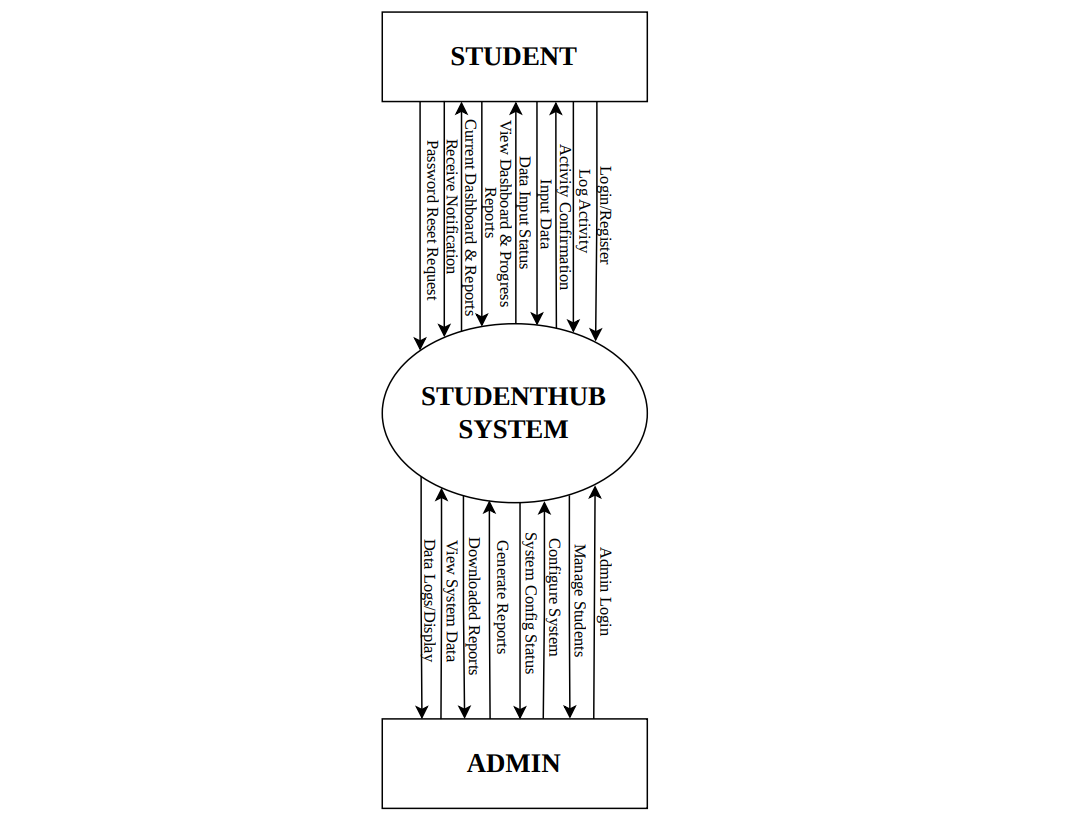 STUDENT
Password Reset Request
Receive Notification
Current Dashboard & Reports
View Dashboard & Progress
Reports
Data Input Status
Input Data
Activity Confirmation
Log Activity
Login/Register
STUDENTHUB
SYSTEM
Data Logs/Display
View System Data
Downloaded Reports
Generate Reports
System Config Status
Configure System
Manage Students
Admin Login
ADMIN